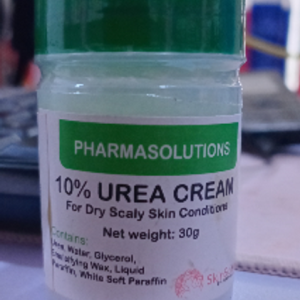 PHARMASOLUTIONS
10% UREA CREAM
For Dry Scaly Skin Conditions
Net weight: 30g
Contains:
Urea, Water, Glycerol,
Emulsifying Wax, Liquid
Paraffin, White Soft Paraffin